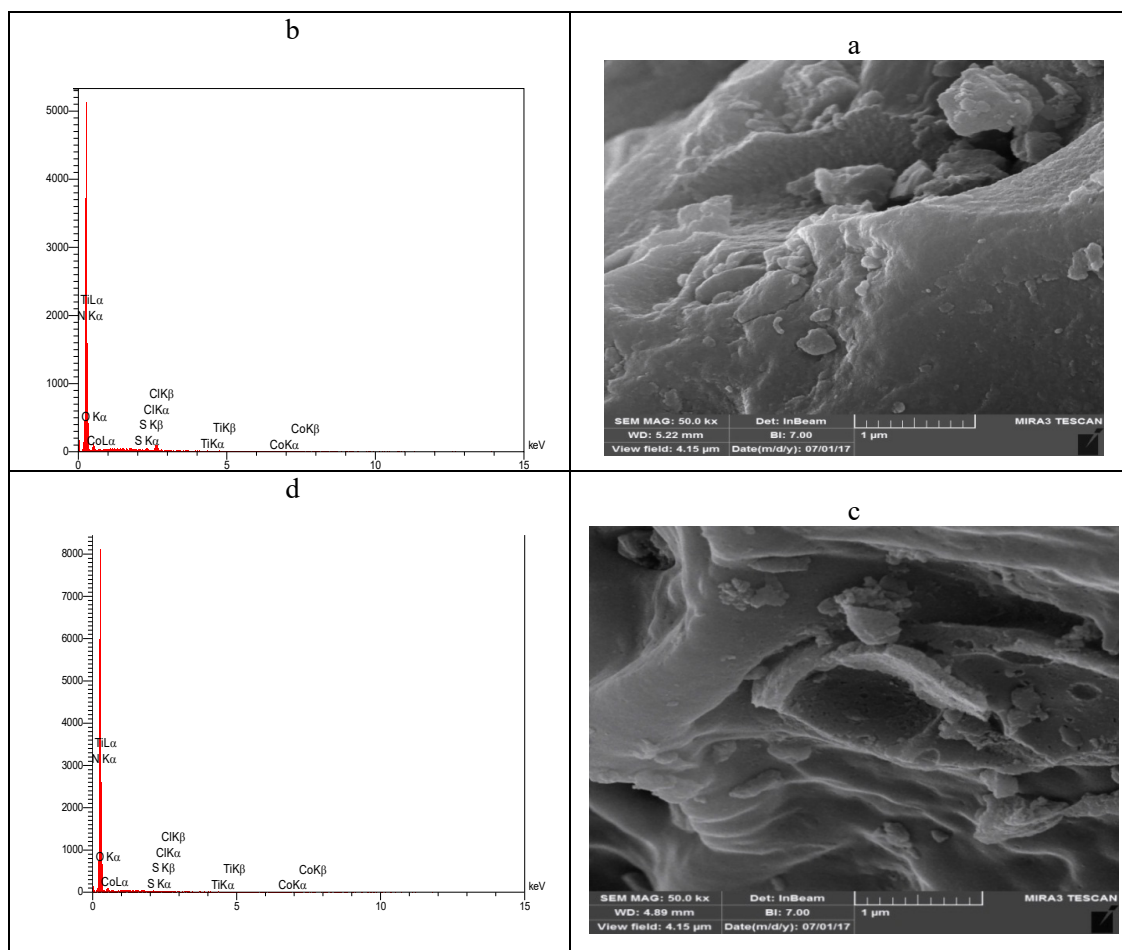 b
5000
4000
3000
TiLα
2000
N Kα
1000
ClKβ
ClKα
O Kα
S Kβ
TiKβ
CoKβ
CoLα
S Kα
TiKα
CoKα
0
keV
0 5 10 15
a
SEM MAG: 50.0 kx Det: InBeam MIRA3 TESCAN
WD: 5.22 mm BI: 7.00 1 µm
View field: 4.15 µm Date(m/d/y): 07/01/17
d
8000
7000
6000
5000
4000
TiLα
3000
N Kα
2000
ClKβ
1000
ClKα
O Kα
S Kβ
TiKβ
CoKβ
CoLα
S Kα
TiKα
CoKα
0
keV
0 5 10 15
c
SEM MAG: 50.0 kx Det: InBeam MIRA3 TESCAN
WD: 4.89 mm BI: 7.00 1 µm
View field: 4.15 µm Date(m/d/y): 07/01/17